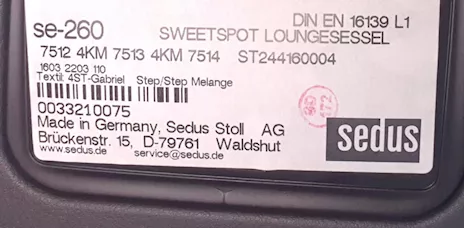 DIN EN 16139 L1
se-260 SWEETSPOT LOUNGESESSEL
7512 4KM 7513 4KM 7514 ST244160004
1603 2203 110
Textil: 4ST-Gabriel Step/Step Melange
0033210075
Made in Germany, Sedus Stoll AG
Brückenstr. 15, D-79761 Waldshut
www.sedus.de service@sedus.de
sedus